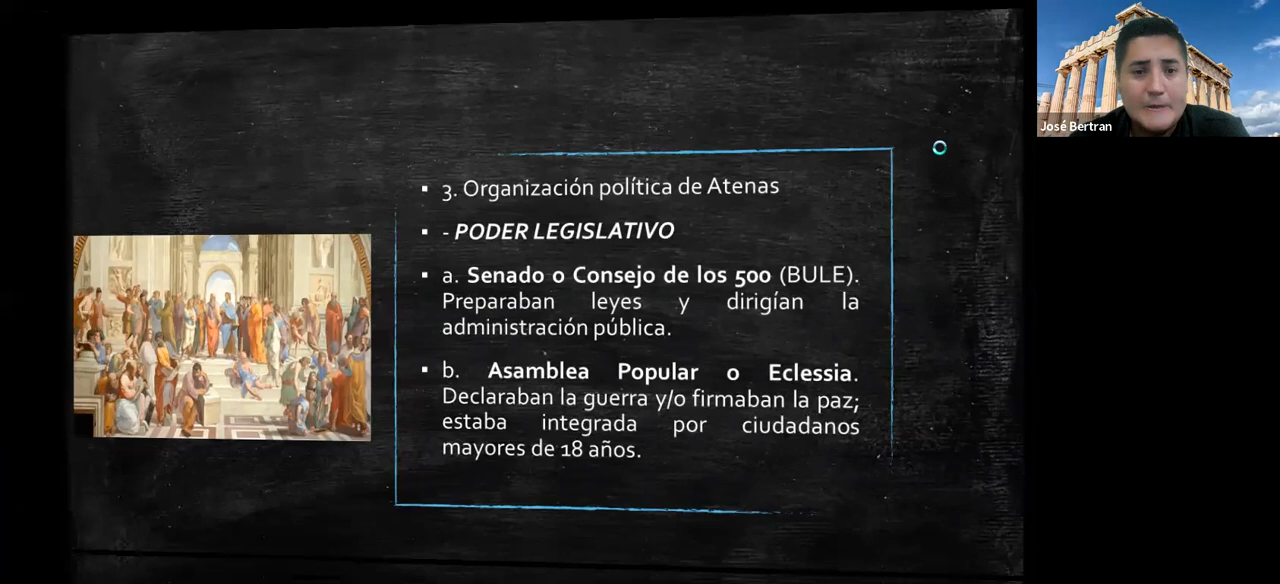 3. Organización política de Atenas
- PODER LEGISLATIVO
a. Senado o Consejo de los 500 (BULE).
Preparaban leyes y dirigían la
administración pública.
b. Asamblea Popular o Eclessia.
Declaraban la guerra y/o firmaban la paz;
estaba integrada por ciudadanos
mayores de 18 años.
José Bertran